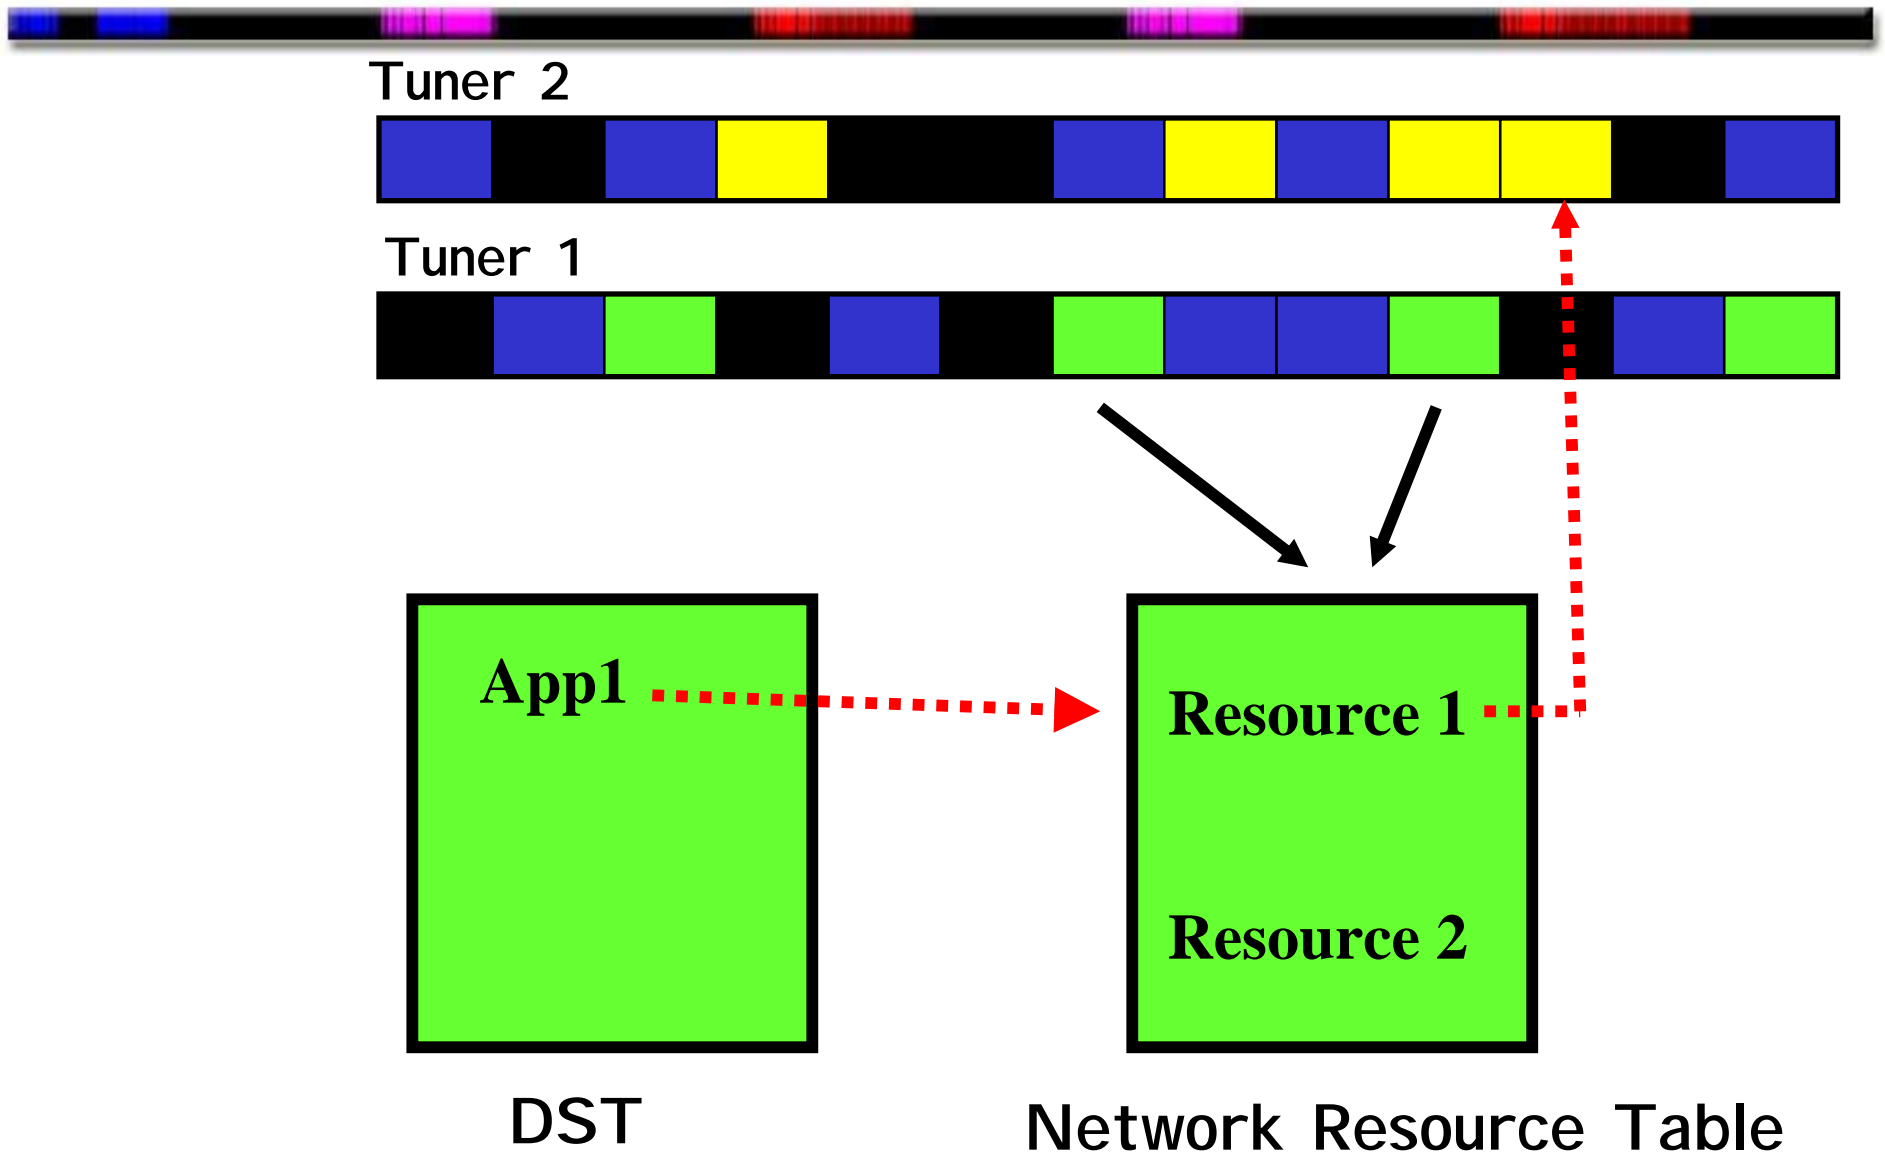 Tuner 2
Tuner 1
App1
Resource 1
Resource 2
DST
Network Resource Table